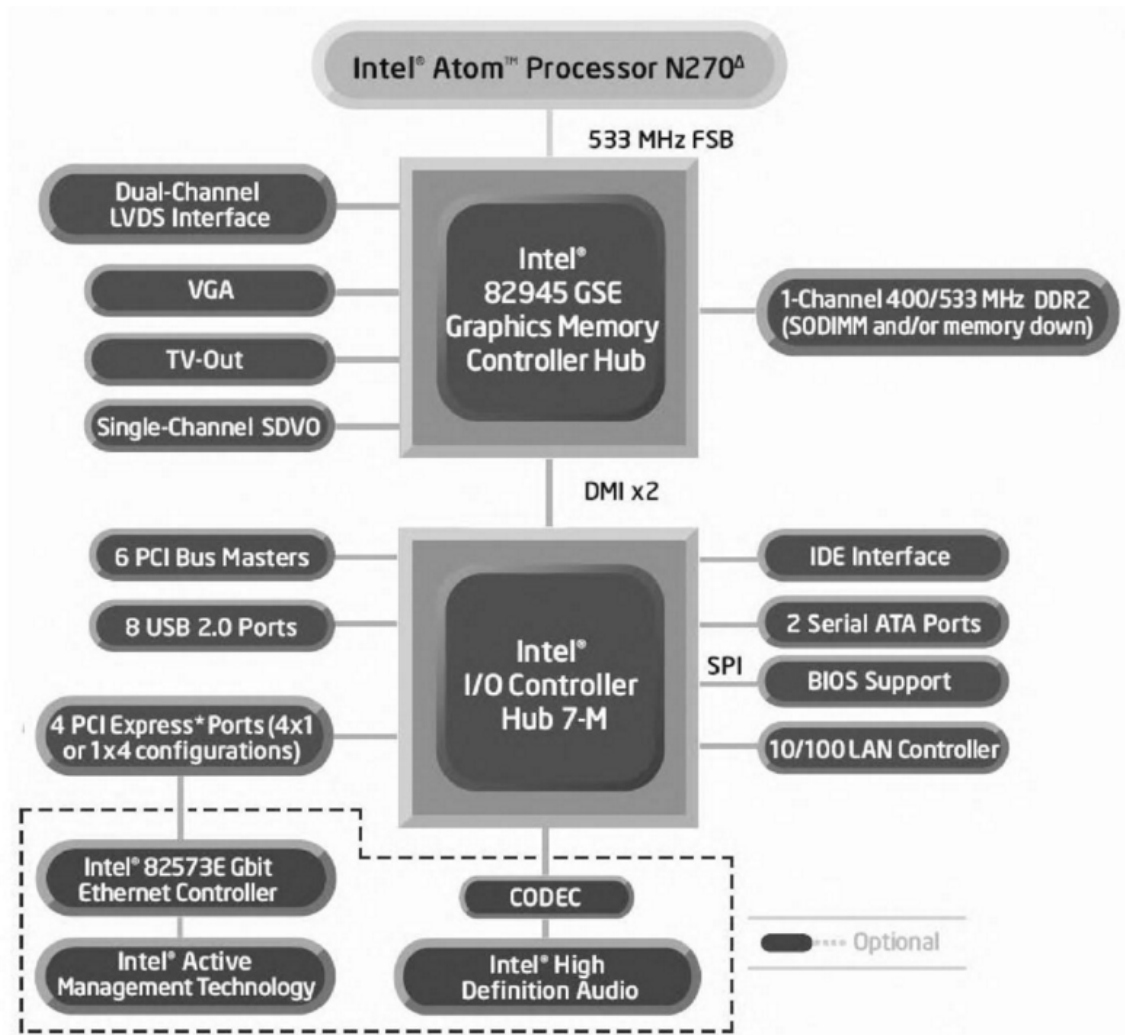 Intel® Atom™ Processor N270Δ
533 MHz FSB
Dual-Channel
LVDS Interface
VGA
TV-Out
Single-Channel SDVO
Intel®
82945 GSE
Graphics Memory
Controller Hub
1-Channel 400/533 MHz DDR2
(SODIMM and/or memory down)
DMI x2
6 PCI Bus Masters
8 USB 2.0 Ports
4 PCI Express* Ports (4x1
or 1x4 configurations)
Intel®
I/O Controller
Hub 7-M
IDE Interface
2 Serial ATA Ports
SPI
BIOS Support
10/100 LAN Controller
Intel® 82573E Gbit
Ethernet Controller
Intel® Active
Management Technology
CODEC
Intel® High
Definition Audio
Optional